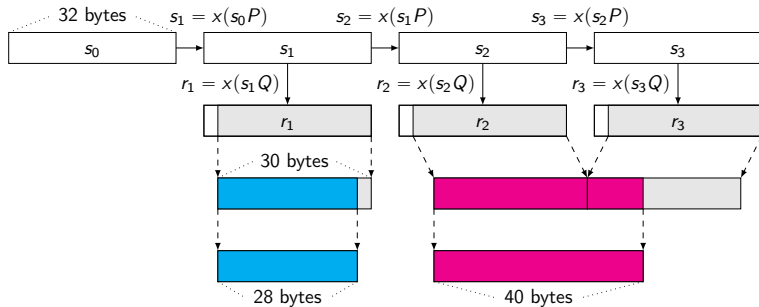 32 bytes
s₁ = x(s₀P)
s₂ = x(s₁P)
s₃ = x(s₂P)
s₀
s₁
s₂
s₃
r₁ = x(s₁Q)
r₂ = x(s₂Q)
r₃ = x(s₃Q)
r₁
r₂
r₃
30 bytes
28 bytes
40 bytes